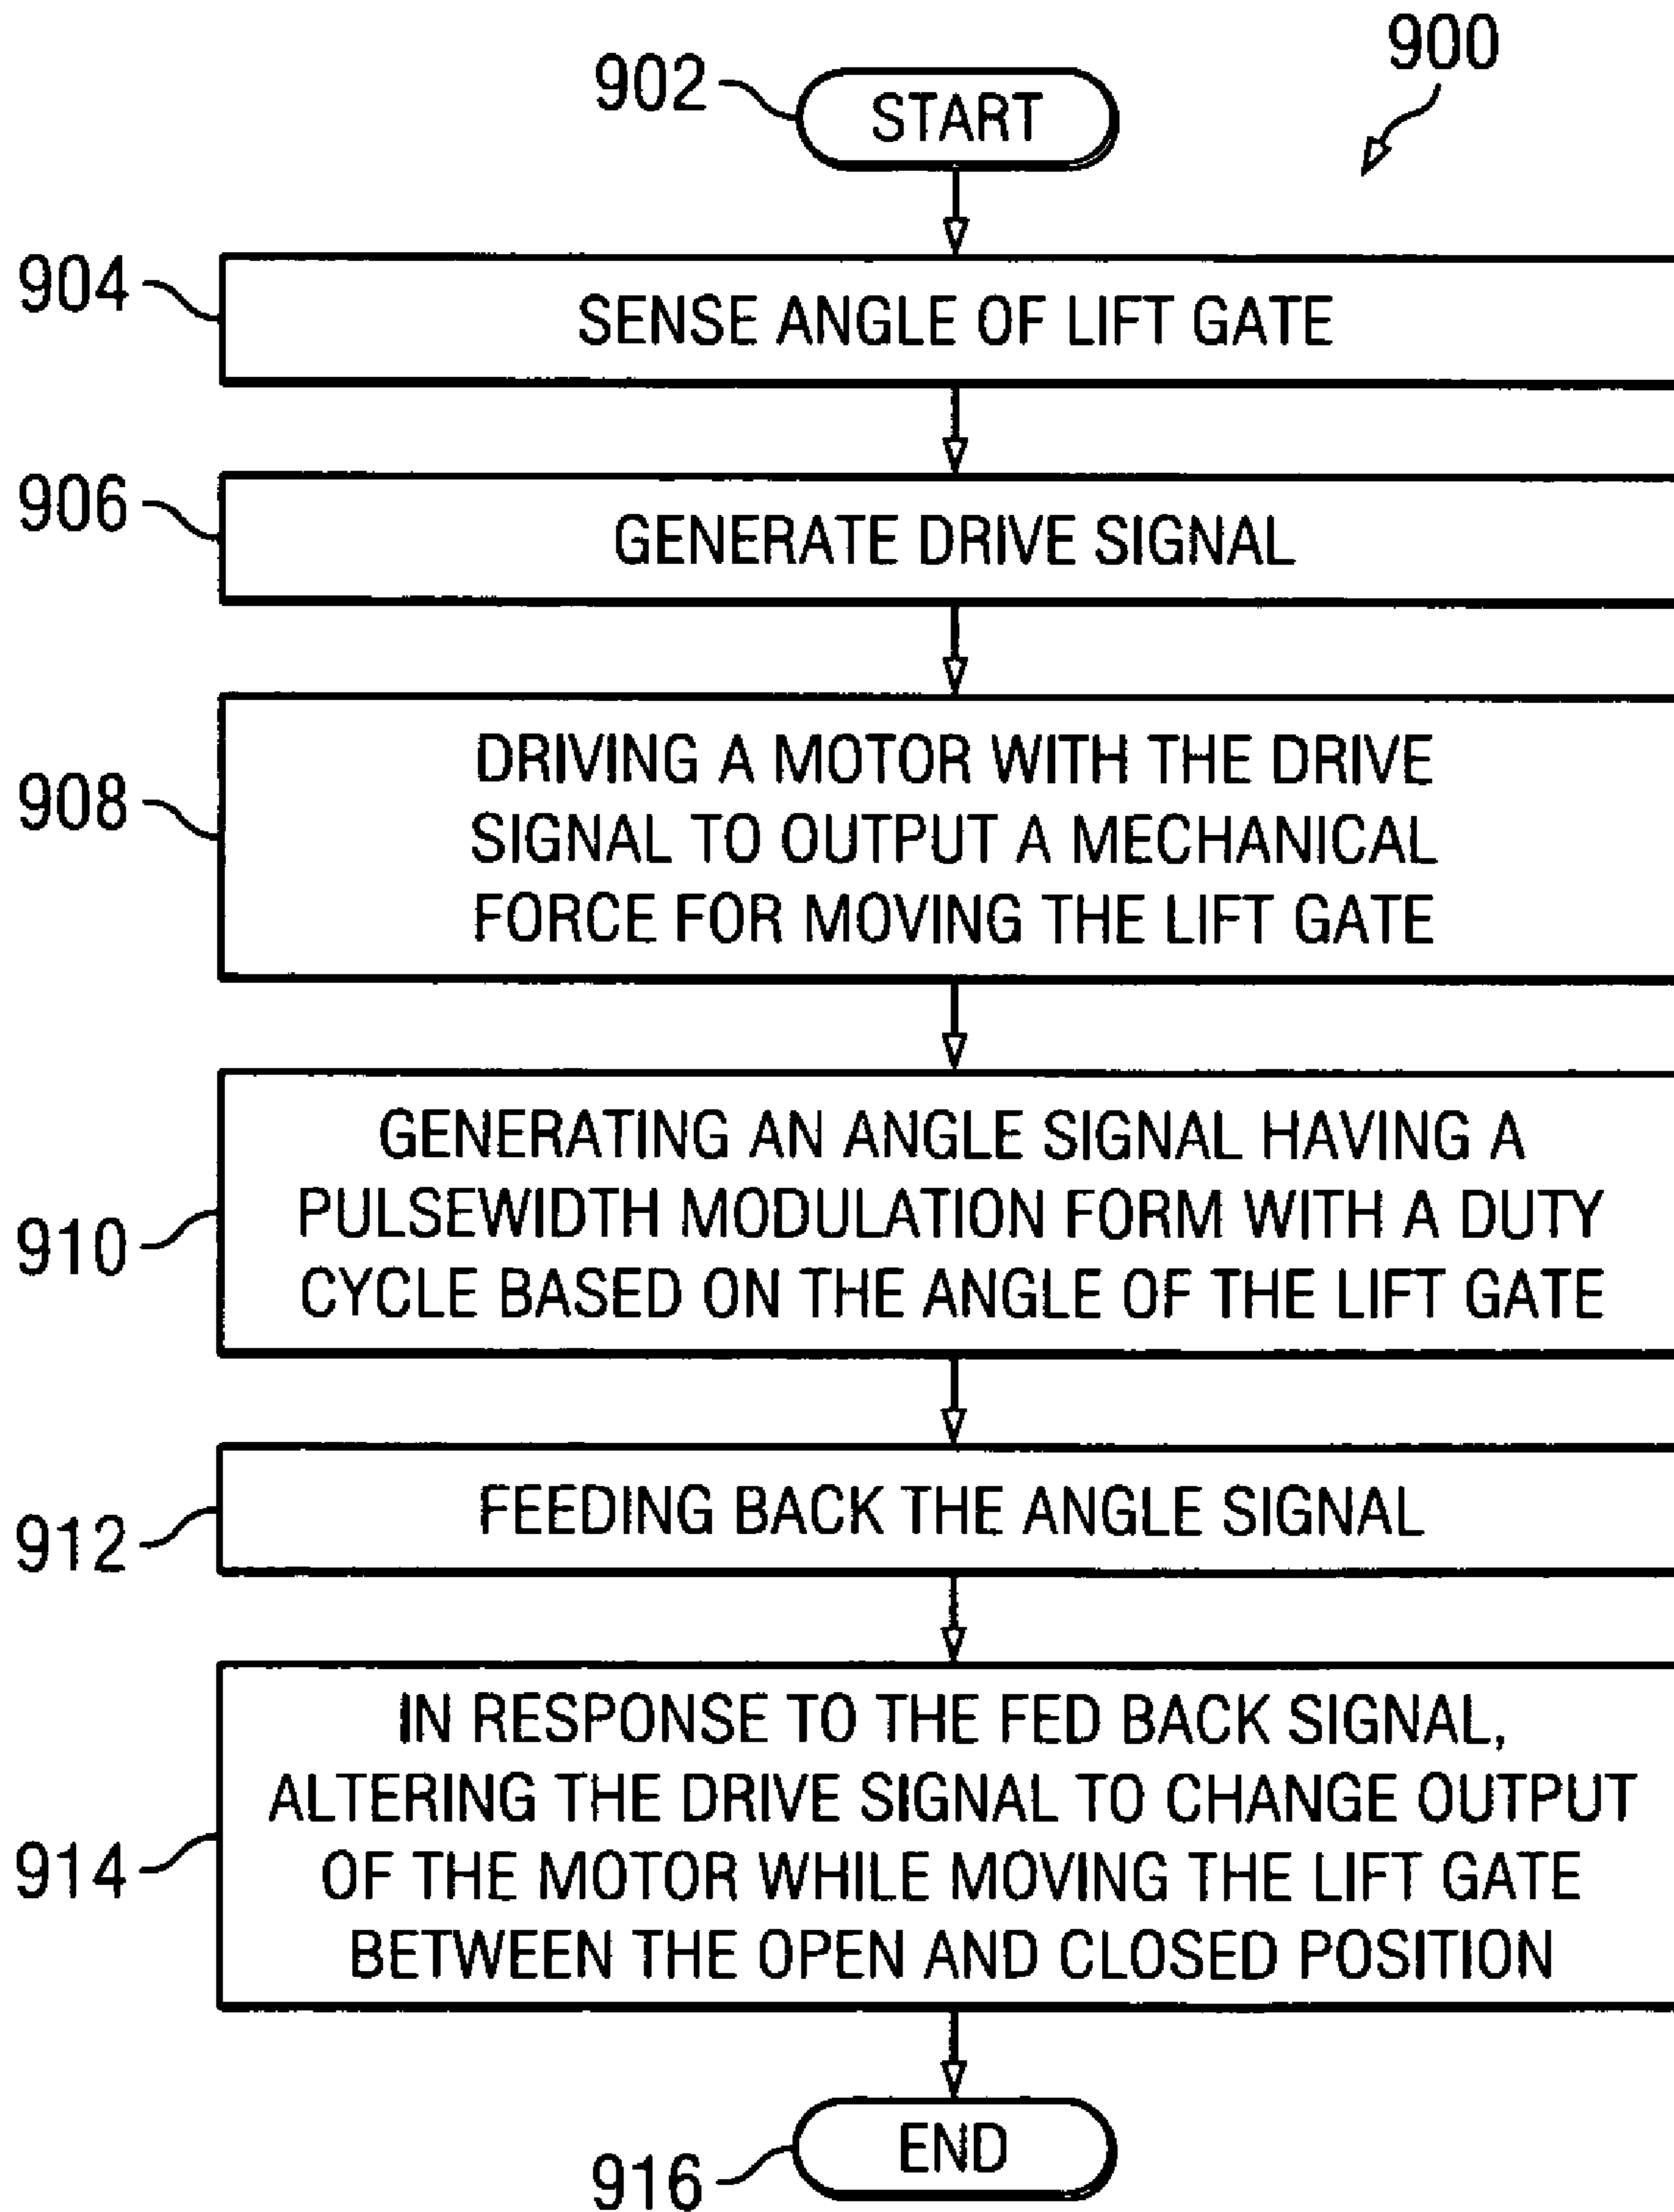 900
902
START
904
SENSE ANGLE OF LIFT GATE
906
GENERATE DRIVE SIGNAL
908
DRIVING A MOTOR WITH THE DRIVE
SIGNAL TO OUTPUT A MECHANICAL
FORCE FOR MOVING THE LIFT GATE
910
GENERATING AN ANGLE SIGNAL HAVING A
PULSEWIDTH MODULATION FORM WITH A DUTY
CYCLE BASED ON THE ANGLE OF THE LIFT GATE
912
FEEDING BACK THE ANGLE SIGNAL
914
IN RESPONSE TO THE FED BACK SIGNAL,
ALTERING THE DRIVE SIGNAL TO CHANGE OUTPUT
OF THE MOTOR WHILE MOVING THE LIFT GATE
BETWEEN THE OPEN AND CLOSED POSITION
916
END